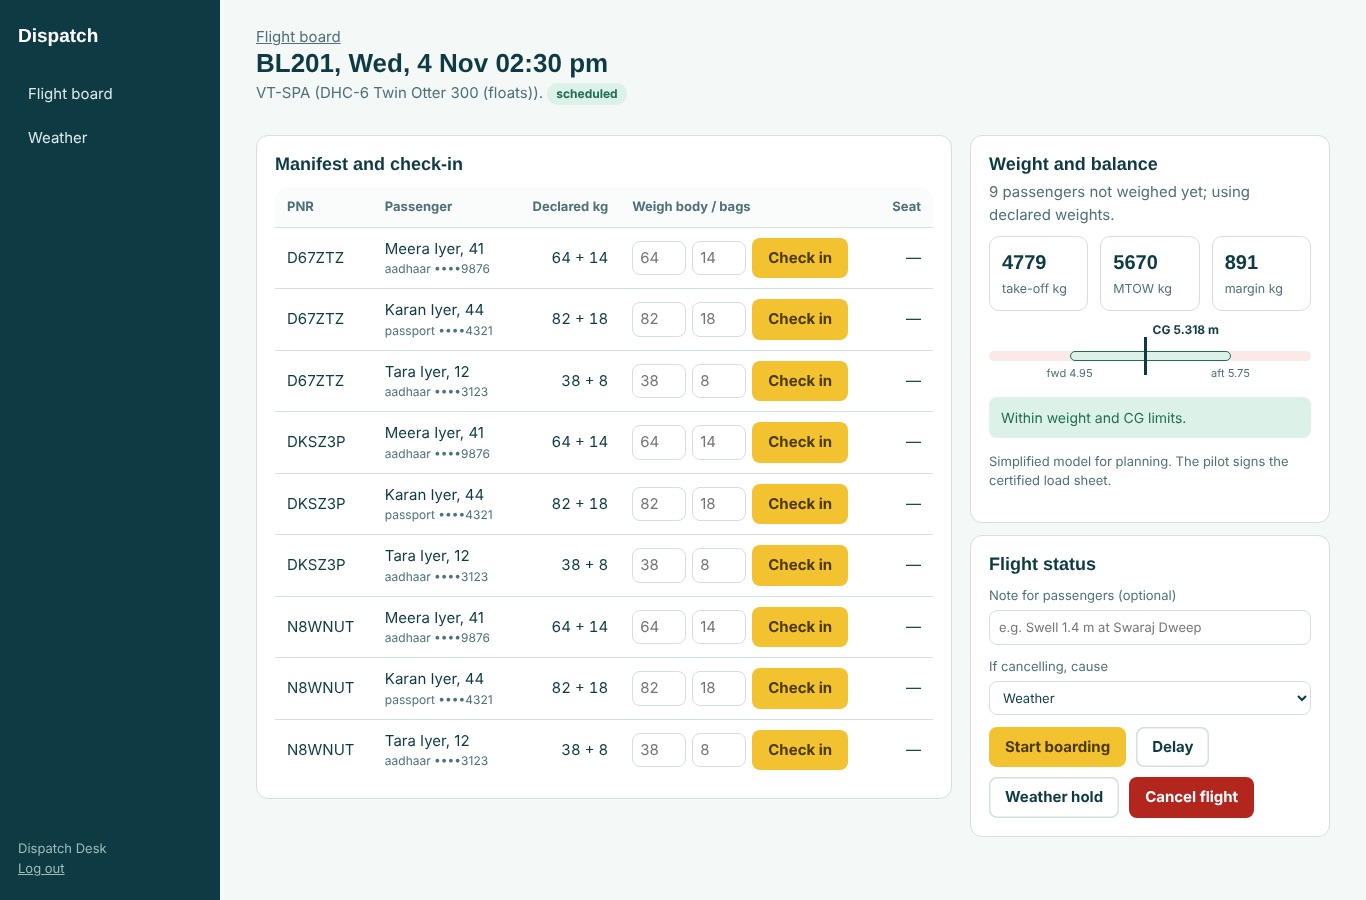 Dispatch
Flight board
Weather
Dispatch Desk
Log out
Flight board
BL201, Wed, 4 Nov 02:30 pm
VT-SPA (DHC-6 Twin Otter 300 (floats)). scheduled
Manifest and check-in
PNR Passenger Declared kg Weigh body / bags Seat
D67ZTZ Meera Iyer, 41 64 + 14 64 14 Check in —
aadhaar ••••9876
D67ZTZ Karan Iyer, 44 82 + 18 82 18 Check in —
passport ••••4321
D67ZTZ Tara Iyer, 12 38 + 8 38 8 Check in —
aadhaar ••••3123
DKSZ3P Meera Iyer, 41 64 + 14 64 14 Check in —
aadhaar ••••9876
DKSZ3P Karan Iyer, 44 82 + 18 82 18 Check in —
passport ••••4321
DKSZ3P Tara Iyer, 12 38 + 8 38 8 Check in —
aadhaar ••••3123
N8WNUT Meera Iyer, 41 64 + 14 64 14 Check in —
aadhaar ••••9876
N8WNUT Karan Iyer, 44 82 + 18 82 18 Check in —
passport ••••4321
N8WNUT Tara Iyer, 12 38 + 8 38 8 Check in —
aadhaar ••••3123
Weight and balance
9 passengers not weighed yet; using
declared weights.
4779 5670 891
take-off kg MTOW kg margin kg
CG 5.318 m
fwd 4.95 aft 5.75
Within weight and CG limits.
Simplified model for planning. The pilot signs the
certified load sheet.
Flight status
Note for passengers (optional)
e.g. Swell 1.4 m at Swaraj Dweep
If cancelling, cause
Weather
Start boarding Delay
Weather hold Cancel flight